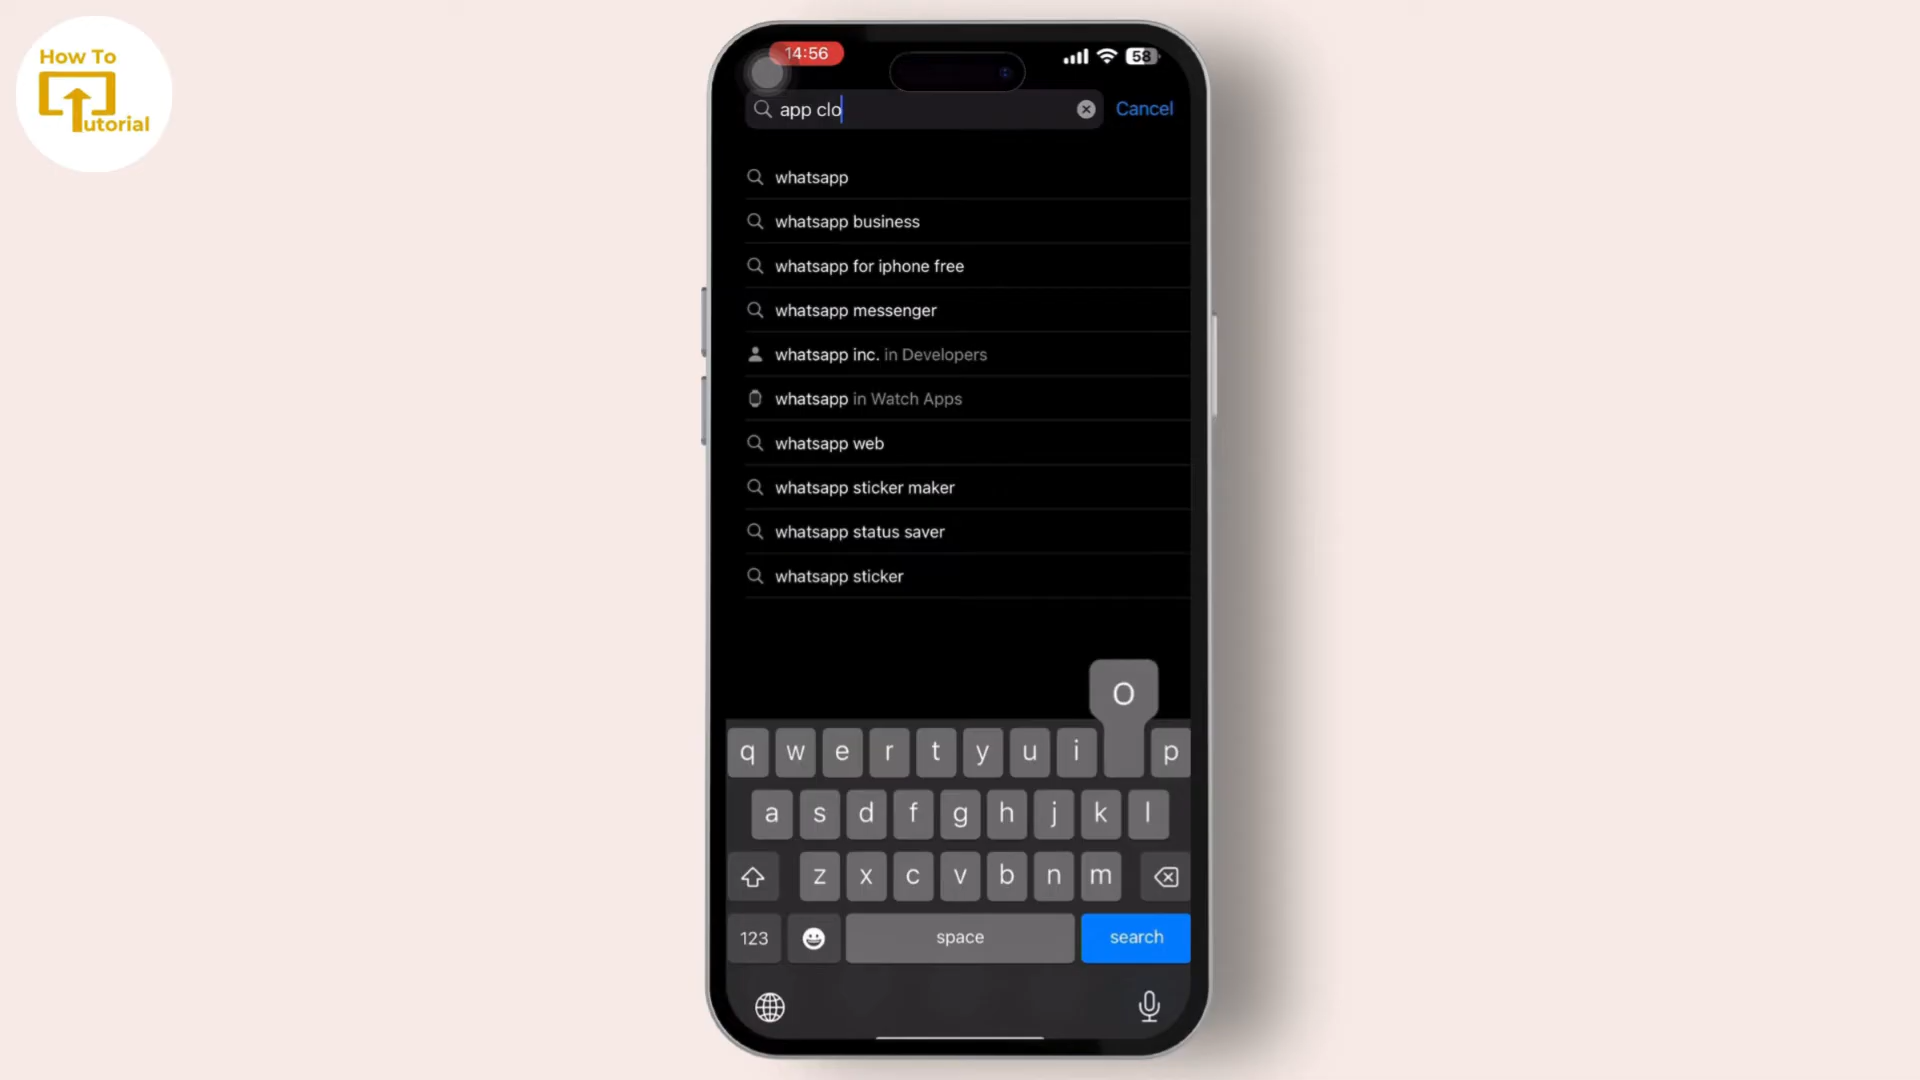 How To
Tutorial
14:56
58
app clo
Cancel
whatsapp
whatsapp business
whatsapp for iphone free
whatsapp messenger
whatsapp inc. in Developers
whatsapp in Watch Apps
whatsapp web
whatsapp sticker maker
whatsapp status saver
whatsapp sticker
O
q w e r t y u i p
a s d f g h j k l
z x c v b n m
123 space search